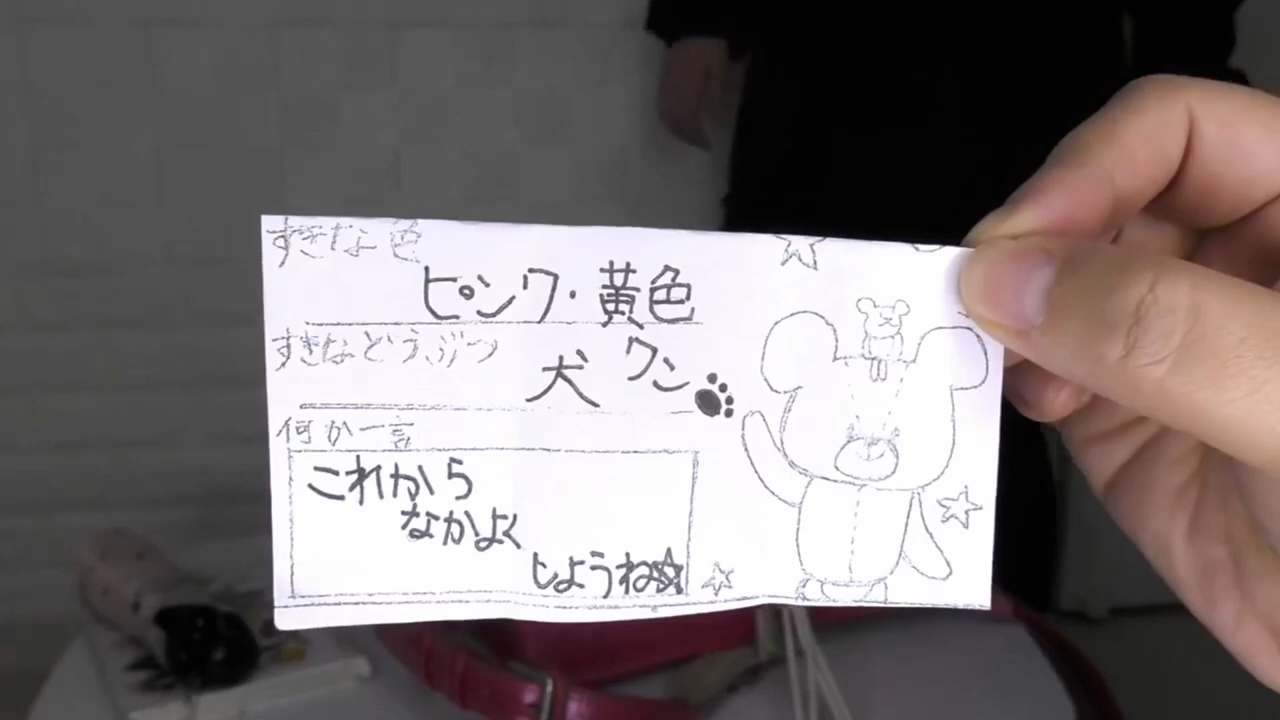 すきな色
ピンク・黄色
すきなどうぶつ
犬 ワン
何か一言
これから
なかよく
しようね☆